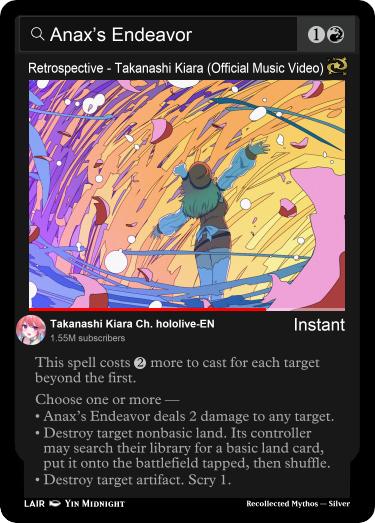 Anax's Endeavor 1
Retrospective - Takanashi Kiara (Official Music Video)
Takanashi Kiara Ch. hololive-EN
1.55M subscribers
Instant
This spell costs 2 more to cast for each target
beyond the first.
Choose one or more —
• Anax's Endeavor deals 2 damage to any target.
• Destroy target nonbasic land. Its controller
may search their library for a basic land card,
put it onto the battlefield tapped, then shuffle.
• Destroy target artifact. Scry 1.
LAIR Yin Midnight
Recollected Mythos — Silver